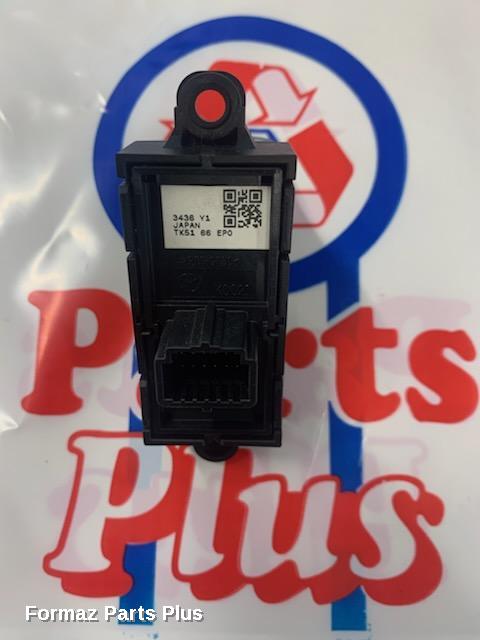 3436 Y1
JAPAN
TK51 66 EP0
Parts
Plus
Formaz Parts Plus